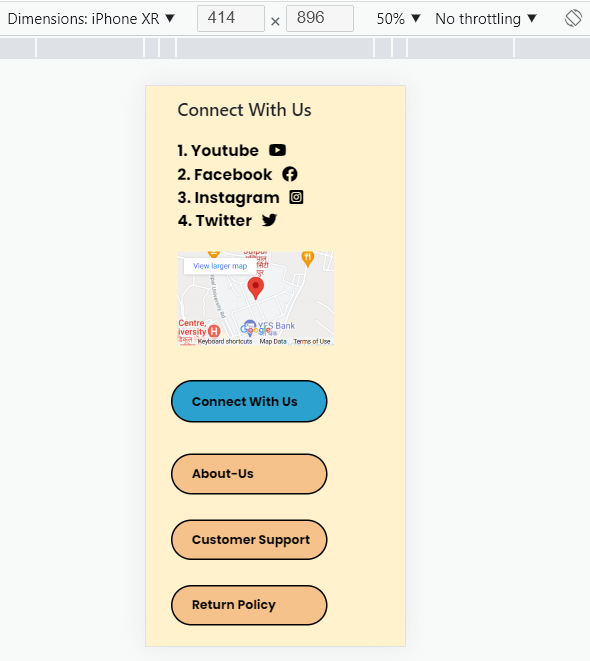 Dimensions: iPhone XR ▼ 414 × 896 50% ▼ No throttling ▼
Connect With Us
1. Youtube
2. Facebook
3. Instagram
4. Twitter
View larger map
सिटी
पुर
YES Bank
Google
Centre,
iversity
H
Keyboard shortcuts Map Data Terms of Use
Connect With Us
About-Us
Customer Support
Return Policy